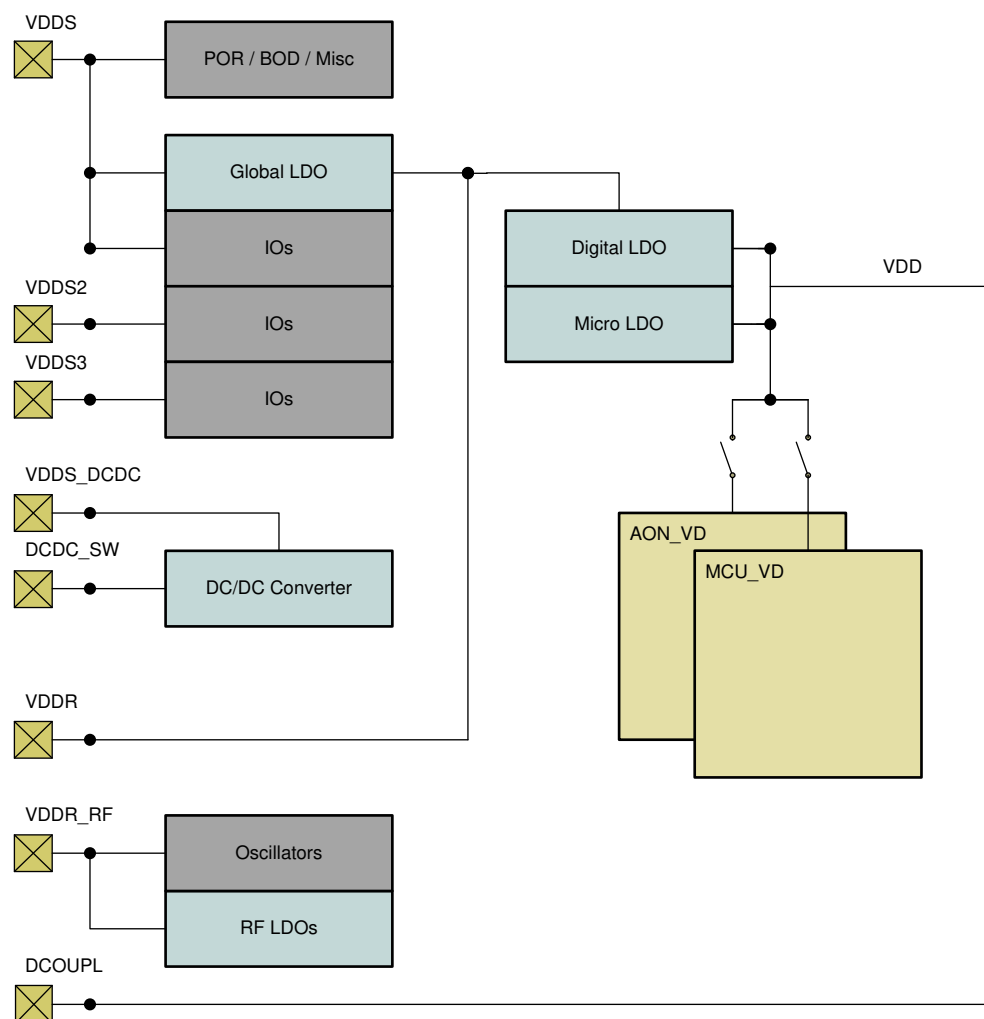 VDDS
POR / BOD / Misc
Global LDO
IOs
Digital LDO
VDD
VDDS2
IOs
Micro LDO
VDDS3
IOs
VDDS_DCDC
AON_VD
DCDC_SW
MCU_VD
DC/DC Converter
VDDR
VDDR_RF
Oscillators
RF LDOs
DCOUPL